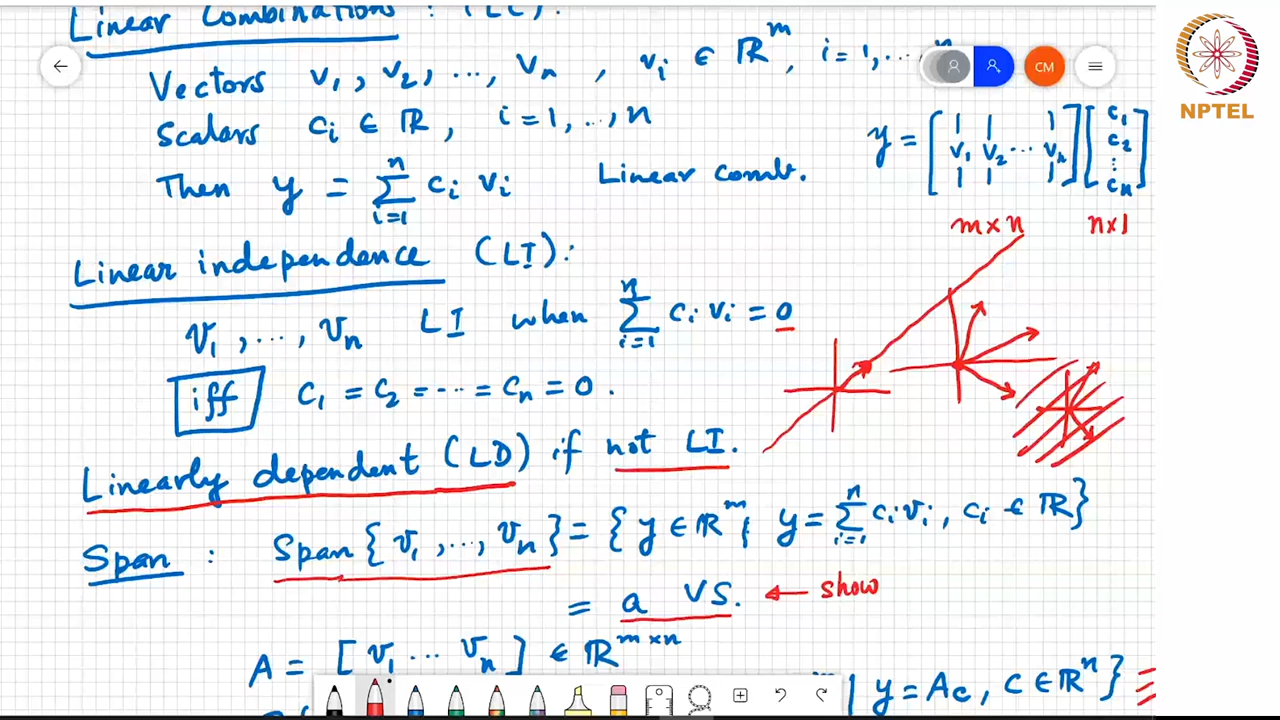 Linear Combinations : (LC):
Vectors v₁, v₂, ..., vₙ, vᵢ ∈ ℝᵐ, i = 1, ..., n
CM
NPTEL
Scalars cᵢ ∈ ℝ, i = 1, .., n
y = [v₁ v₂ ... vₙ] [c₁ c₂ ⋮ cₙ]
m×n n×1
Then y = ∑ᵢ₌₁ⁿ cᵢ vᵢ Linear comb.
Linear independence (LI):
v₁, ..., vₙ LI when ∑ᵢ₌₁ⁿ cᵢ vᵢ = 0
iff c₁ = c₂ = ... = cₙ = 0.
Linearly dependent (LD) if not LI.
Span : Span{v₁, ..., vₙ} = {y ∈ ℝᵐ | y = ∑ᵢ₌₁ⁿ cᵢ vᵢ, cᵢ ∈ ℝ}
= a VS. ← show
A = [v₁ ... vₙ] ∈ ℝᵐˣⁿ
| y = Ac, c ∈ ℝⁿ}